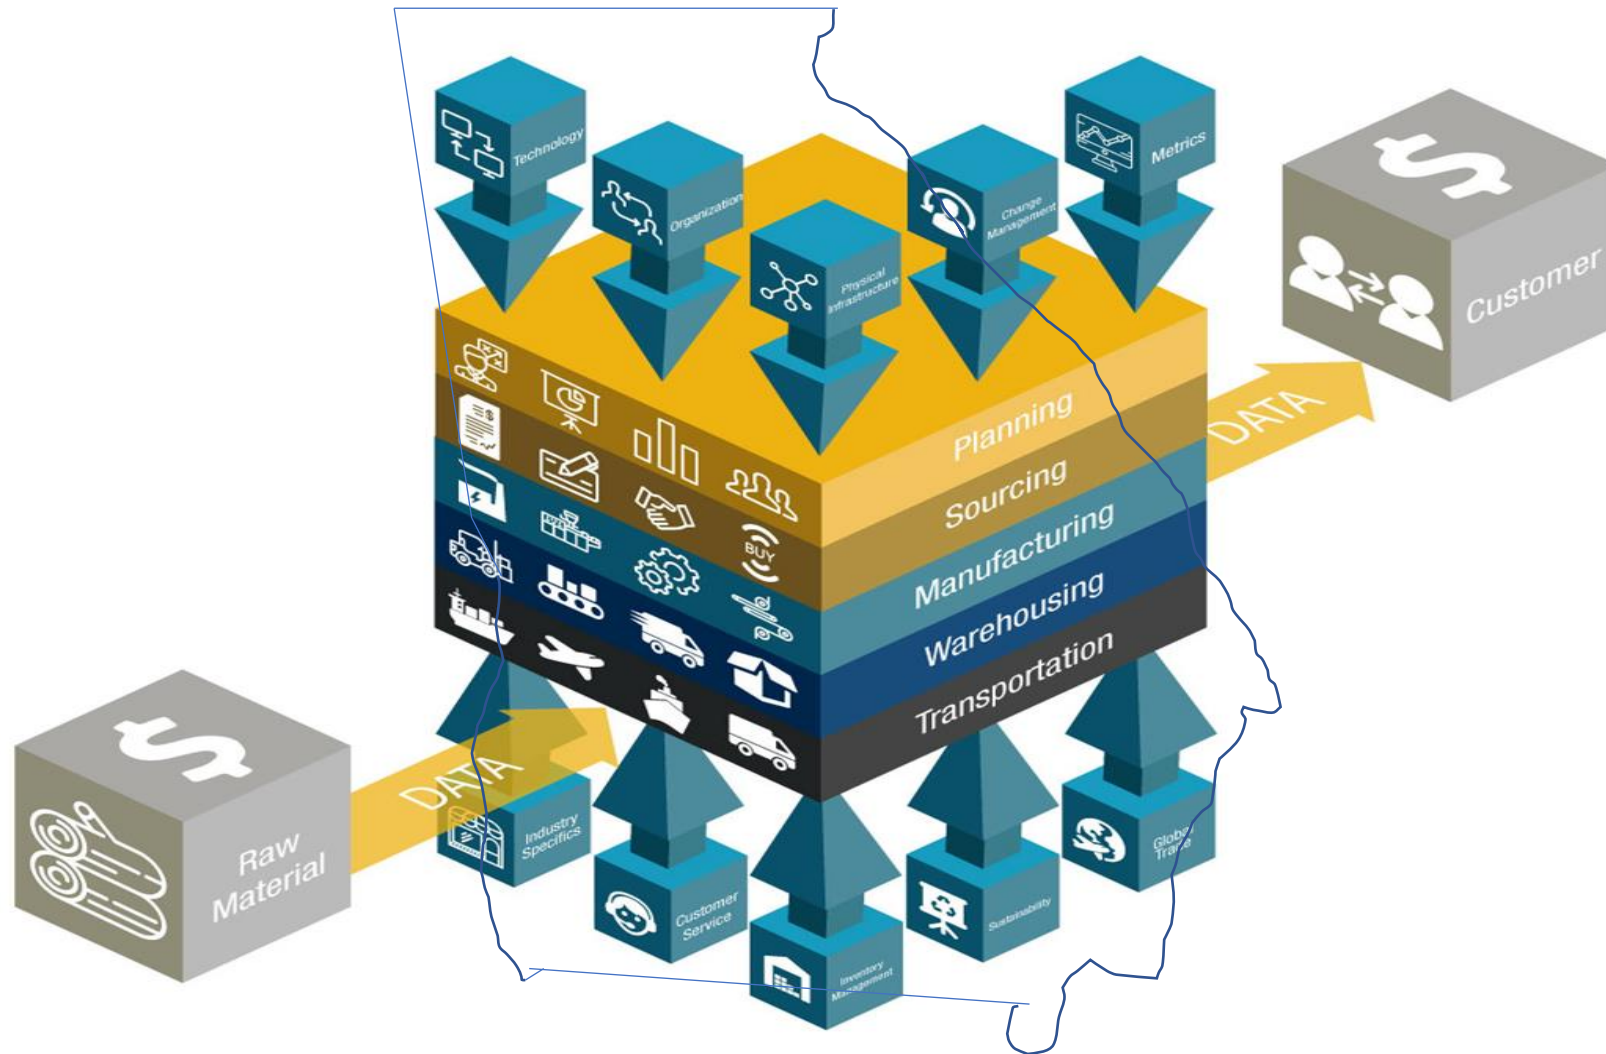 Technology
Organization
Physical
Infrastructure
Change
Management
Metrics
Customer
Planning
Sourcing
Manufacturing
Warehousing
Transportation
BUY
DATA
DATA
Raw
Material
Industry
Specifics
Customer
Service
Inventory
Management
Sustainability
Global
Trade